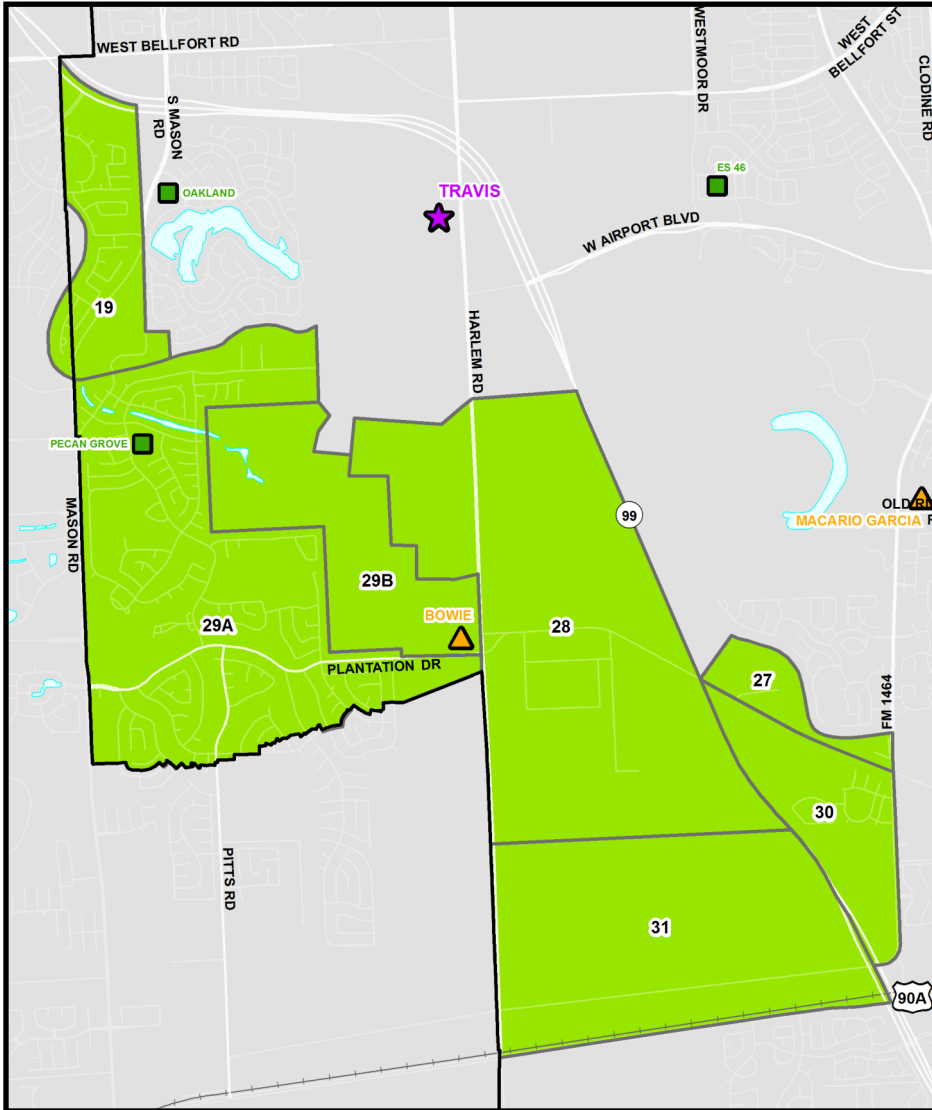 WEST BELLFORT RD
S MASON
RD
OAKLAND
TRAVIS
WESTMOOR DR
WEST
BELLFORT ST
CLODINE RD
ES 46
W AIRPORT BLVD
19
HARLEM RD
PECAN GROVE
MASON RD
99
MACARIO GARCIA
29B
BOWIE
29A
28
PLANTATION DR
27
FM 1464
30
PITTS RD
31
90A